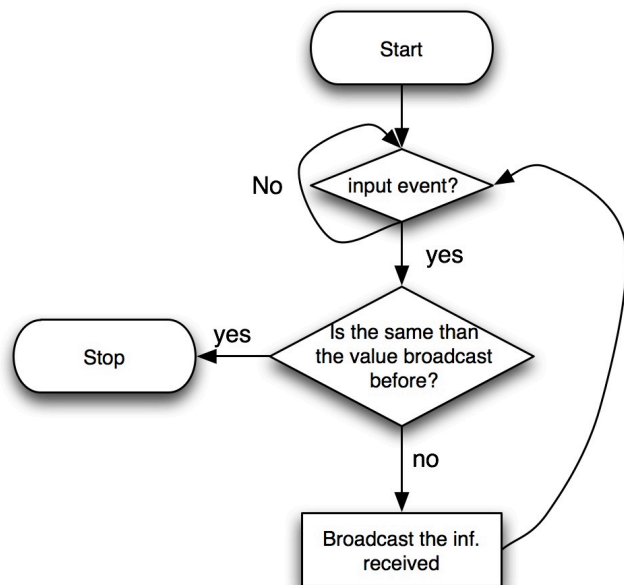 Start
No
input event?
yes
yes
Is the same than
the value broadcast
before?
Stop
no
Broadcast the inf.
received